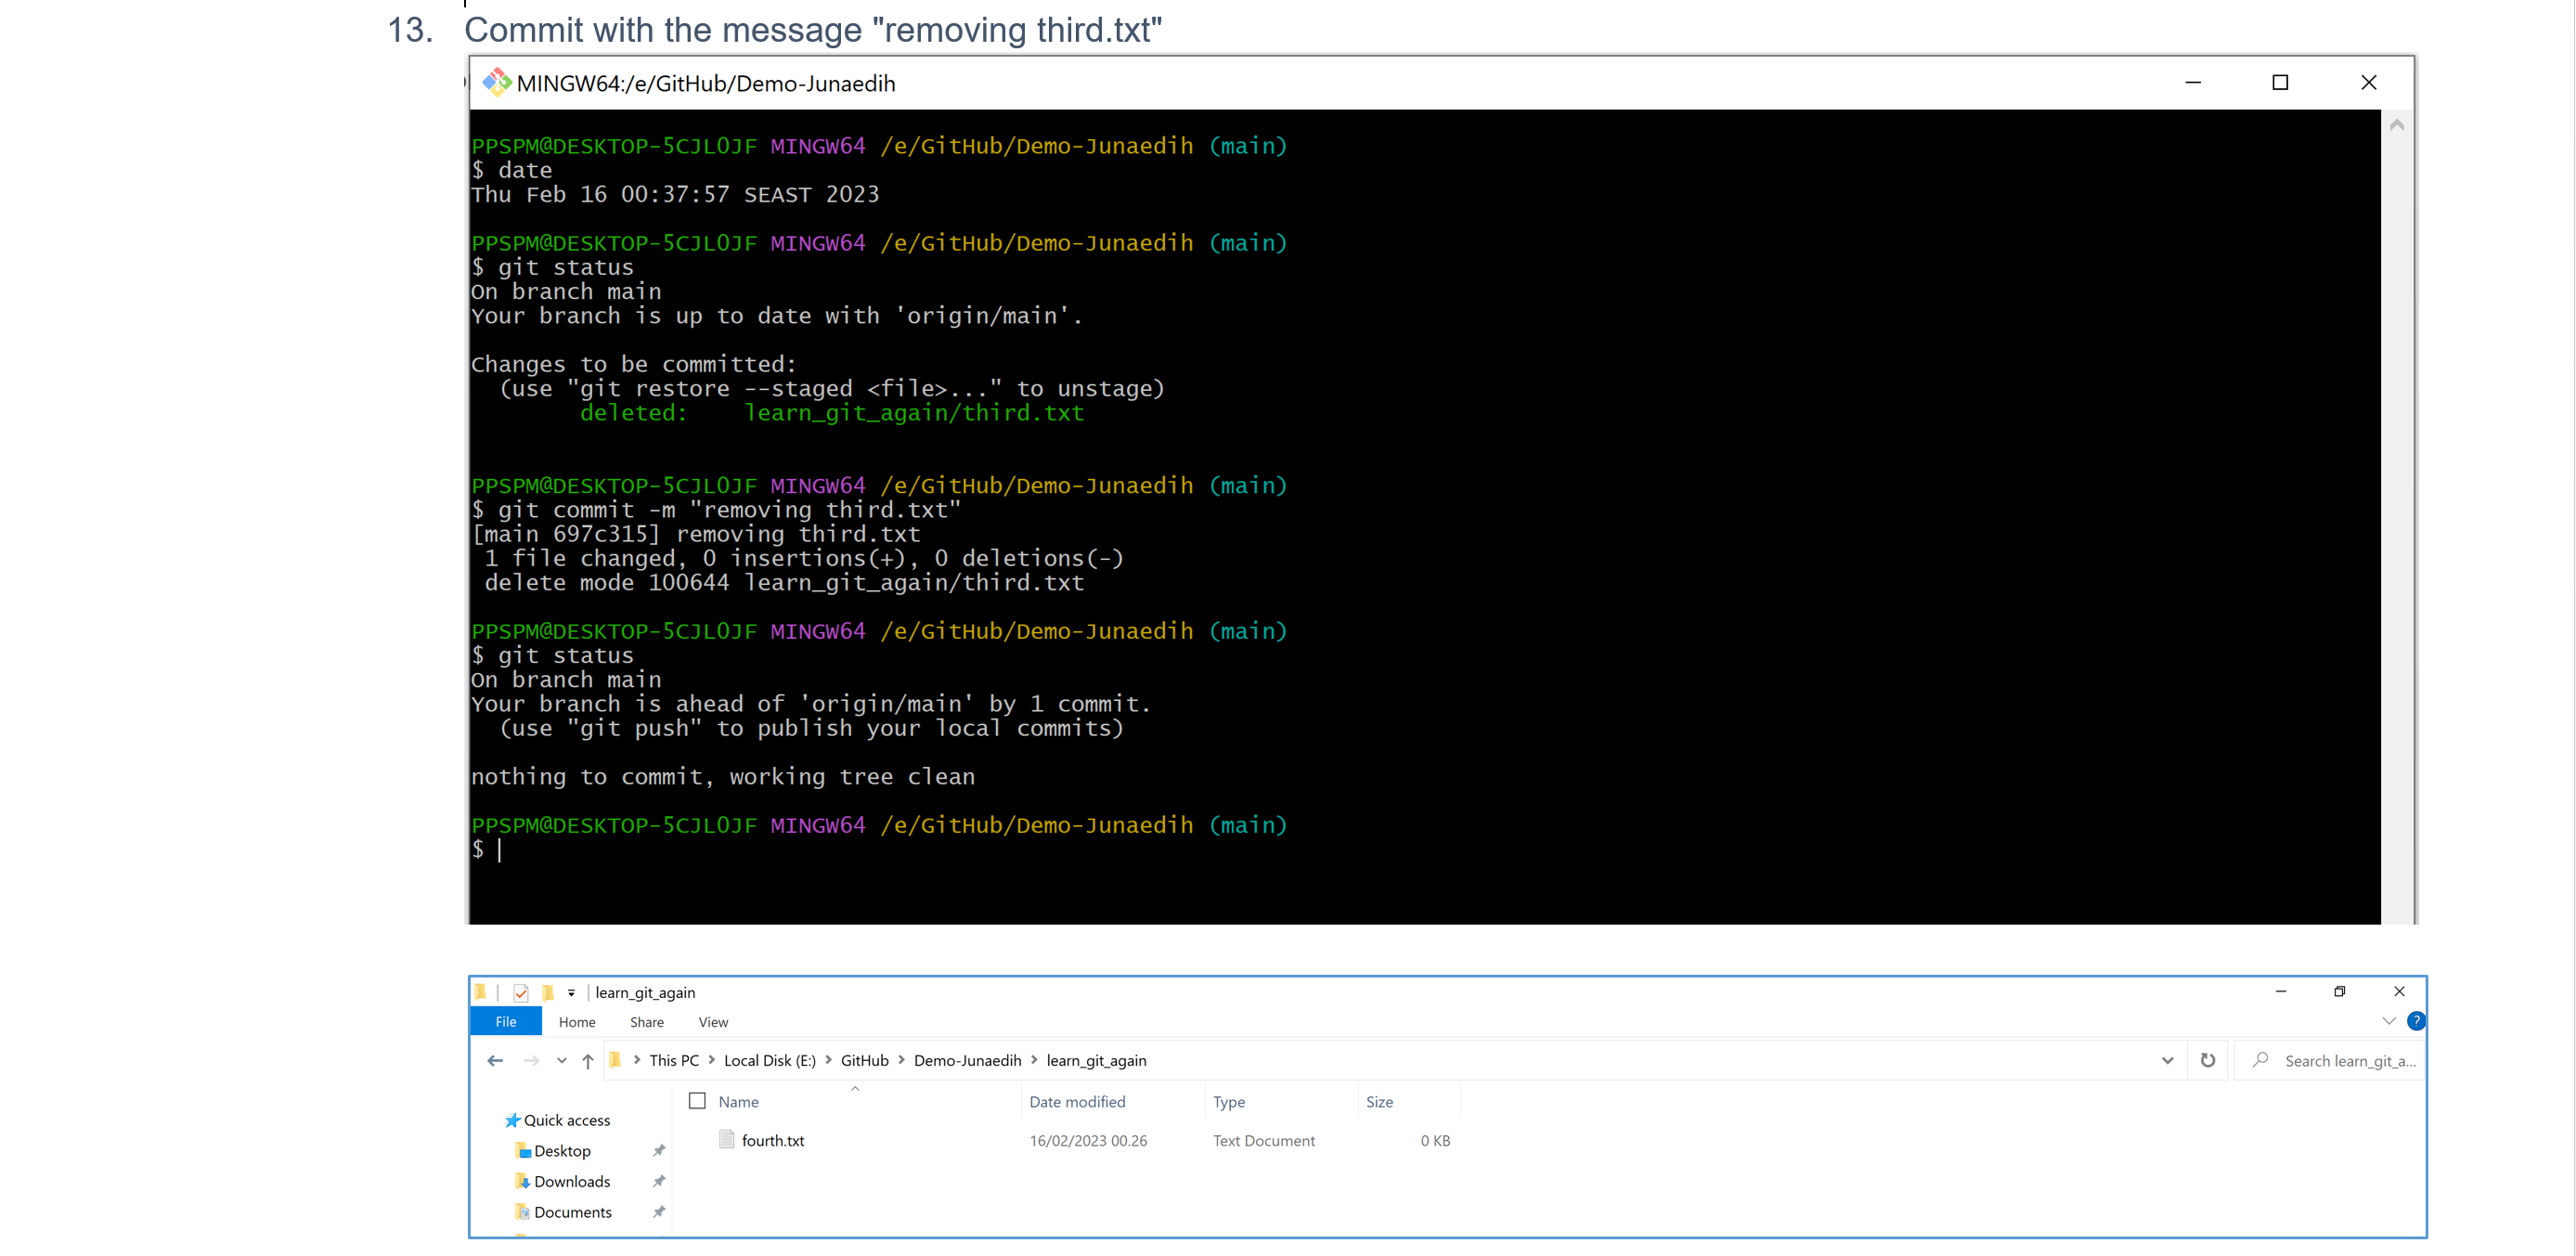 13. Commit with the message "removing third.txt"
MINGW64:/e/GitHub/Demo-Junaedih
PPSPM@DESKTOP-5CJLOJF MINGW64 /e/GitHub/Demo-Junaedih (main)
$ date
Thu Feb 16 00:37:57 SEAST 2023
PPSPM@DESKTOP-5CJLOJF MINGW64 /e/GitHub/Demo-Junaedih (main)
$ git status
On branch main
Your branch is up to date with 'origin/main'.
Changes to be committed:
  (use "git restore --staged <file>..." to unstage)
        deleted:    learn_git_again/third.txt
PPSPM@DESKTOP-5CJLOJF MINGW64 /e/GitHub/Demo-Junaedih (main)
$ git commit -m "removing third.txt"
[main 697c315] removing third.txt
 1 file changed, 0 insertions(+), 0 deletions(-)
 delete mode 100644 learn_git_again/third.txt
PPSPM@DESKTOP-5CJLOJF MINGW64 /e/GitHub/Demo-Junaedih (main)
$ git status
On branch main
Your branch is ahead of 'origin/main' by 1 commit.
  (use "git push" to publish your local commits)
nothing to commit, working tree clean
PPSPM@DESKTOP-5CJLOJF MINGW64 /e/GitHub/Demo-Junaedih (main)
$
learn_git_again
File Home Share View ?
This PC > Local Disk (E:) > GitHub > Demo-Junaedih > learn_git_again Search learn_git_a...
Name Date modified Type Size
Quick access
fourth.txt 16/02/2023 00.26 Text Document 0 KB
Desktop
Downloads
Documents